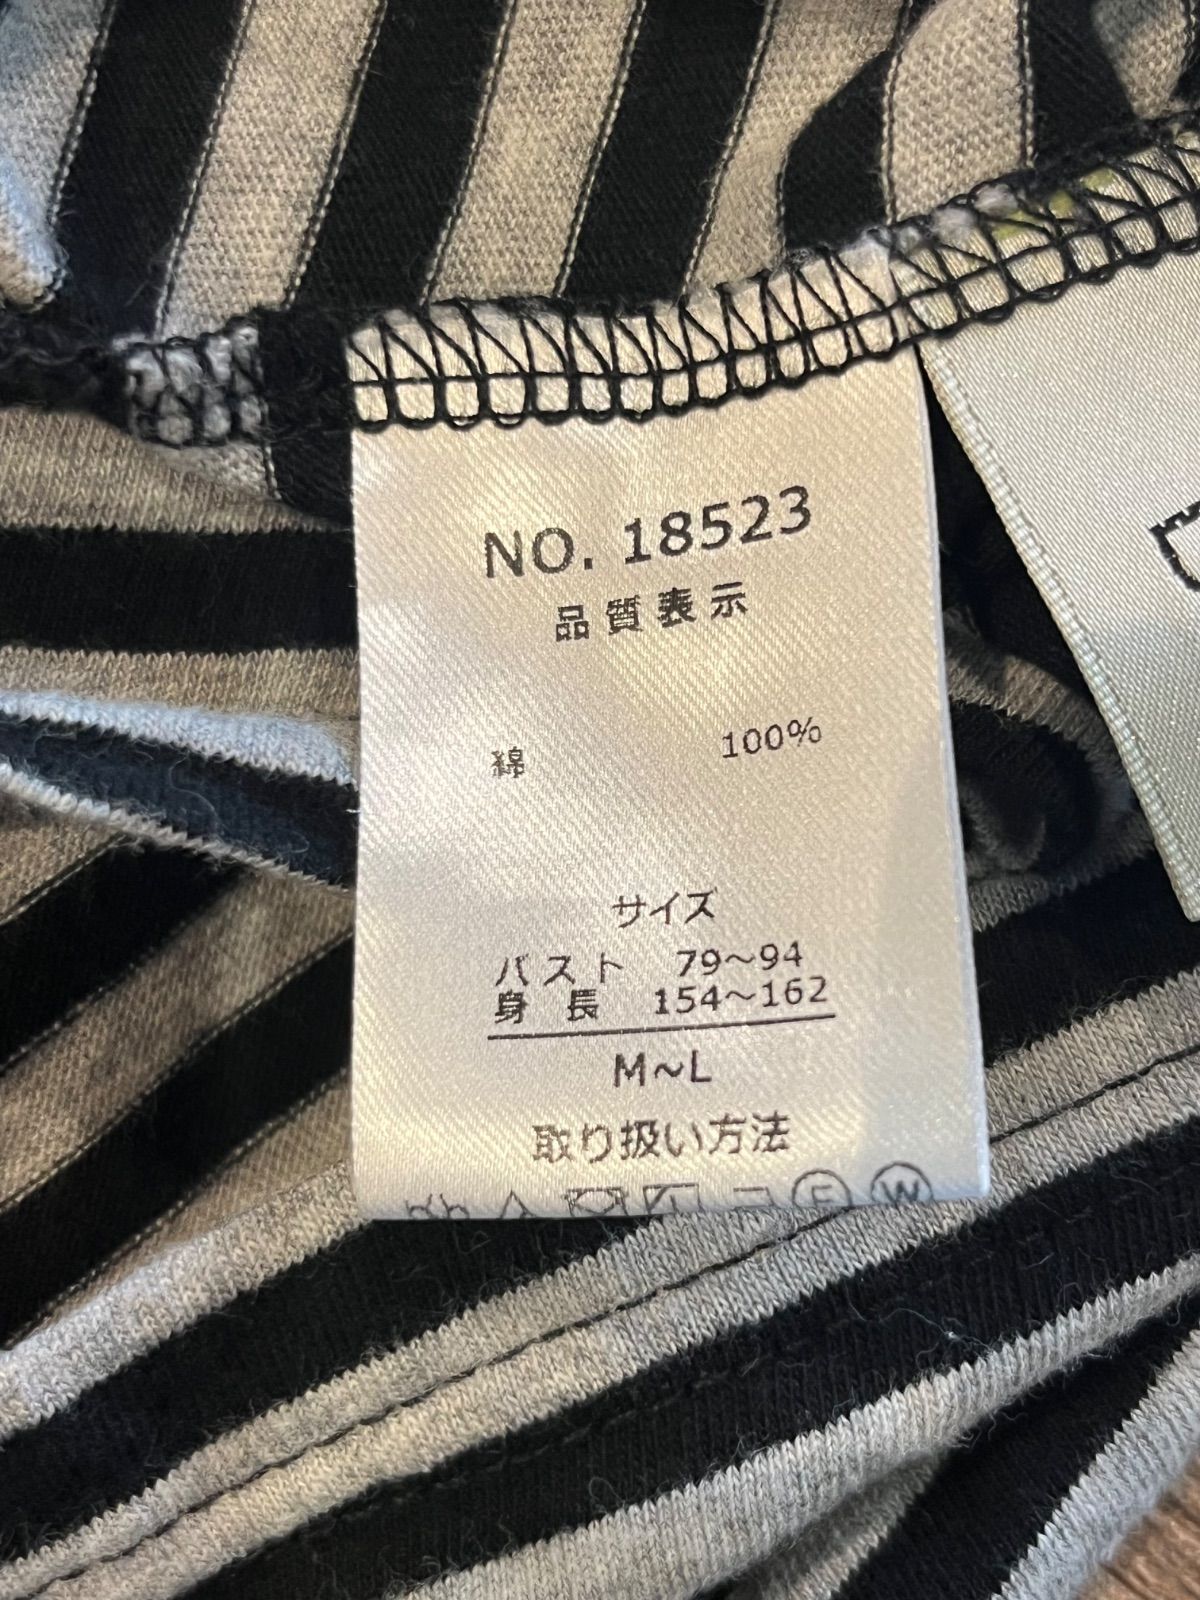 NO. 18523
品質表示
綿 100%
サイズ
バスト 79～94
身長 154～162
M～L
取り扱い方法
F W